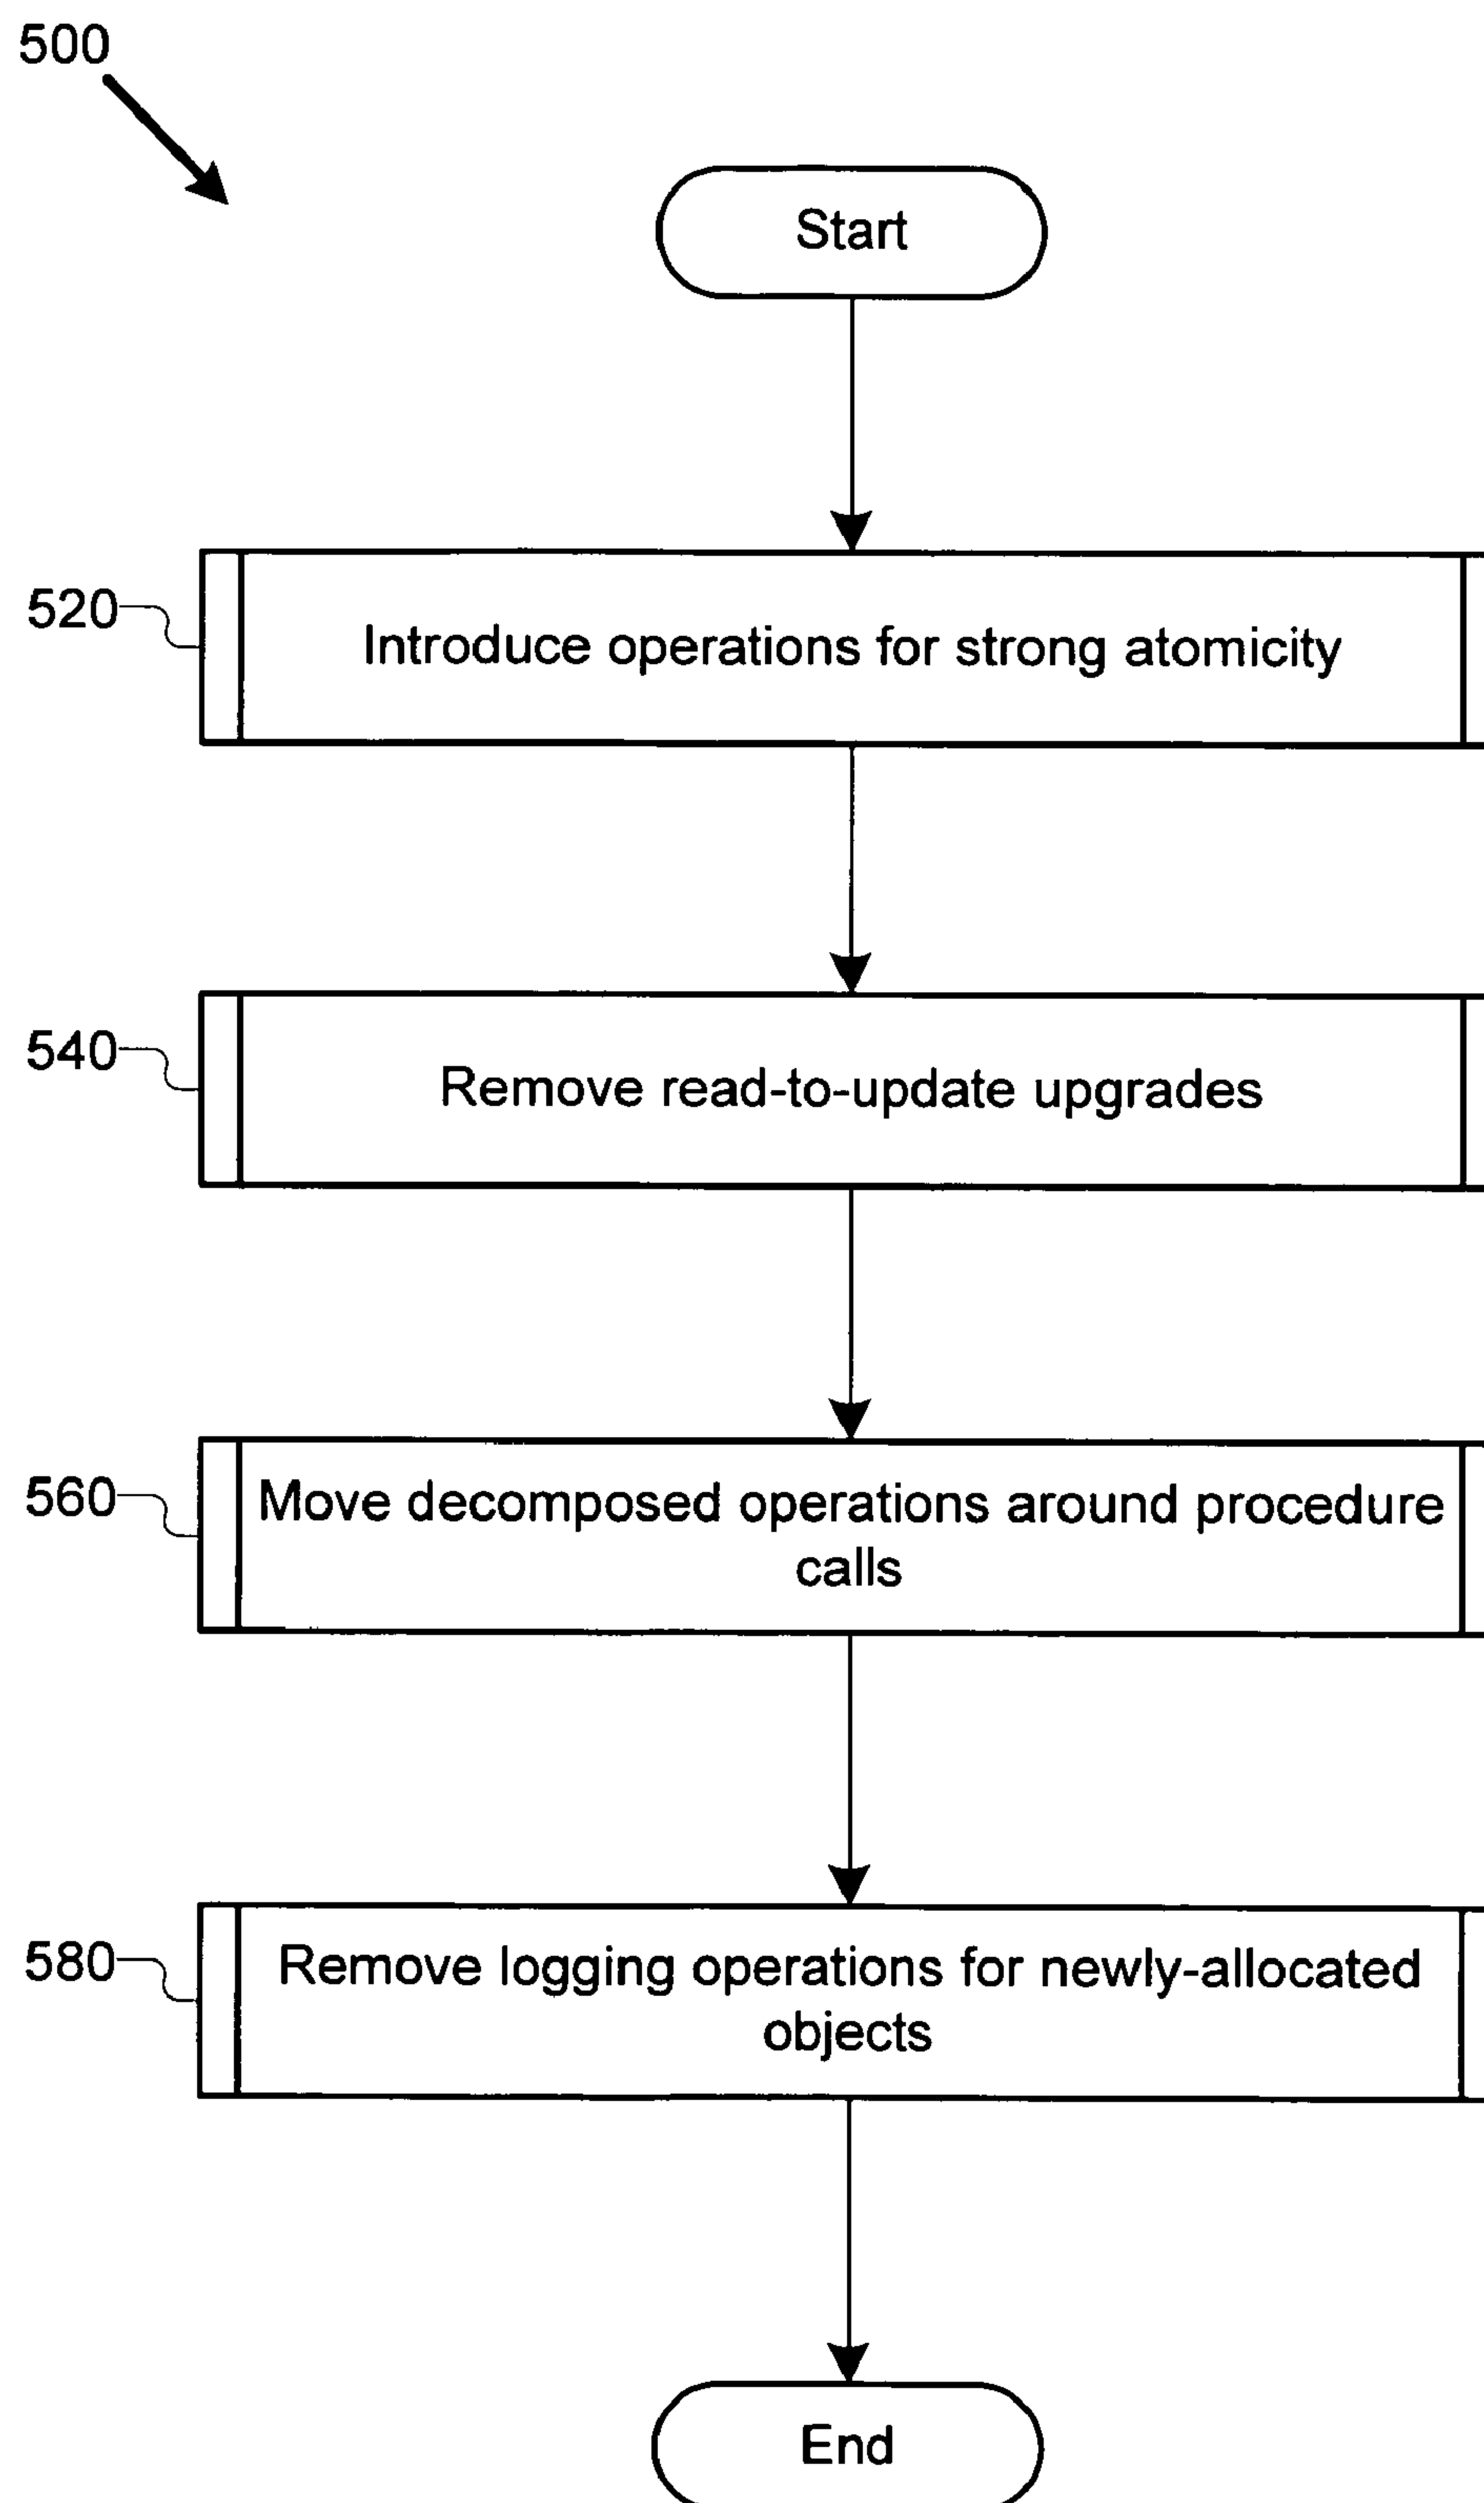 500
Start
520
Introduce operations for strong atomicity
540
Remove read-to-update upgrades
560
Move decomposed operations around procedure
calls
580
Remove logging operations for newly-allocated
objects
End